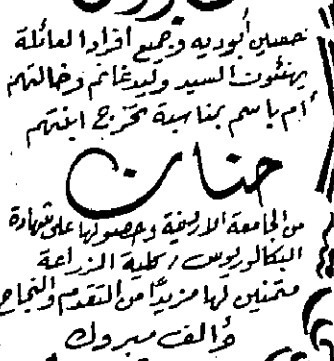 حسين أبوديه وجميع افراد العائلة
يهنئون السيد وليد غانم وخالتهم
أم باسم بمناسبة تخرج ابنتهم
حنان
من الجامعة الاردنية وحصولها على شهادة
البكالوريوس / كلية الزراعة
متمنين لها مزيداً من التقدم والنجاح
وألف مبروك